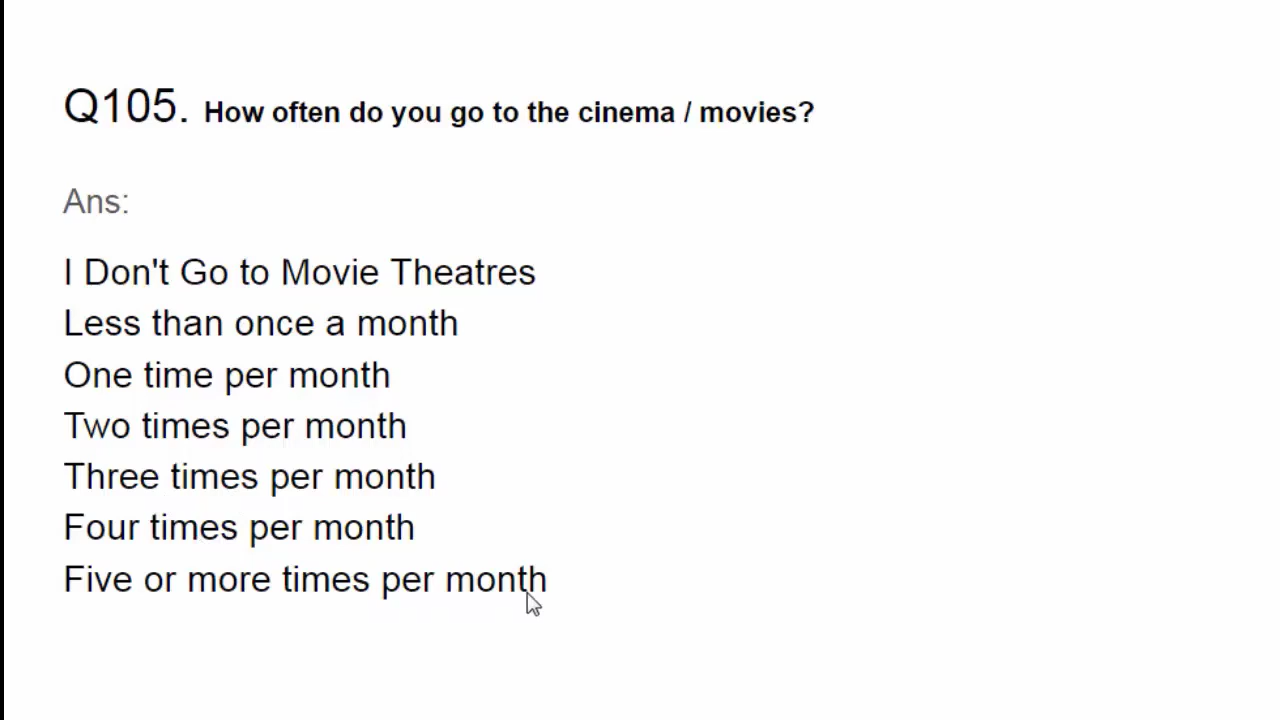 Q105. How often do you go to the cinema / movies?
Ans:
I Don't Go to Movie Theatres
Less than once a month
One time per month
Two times per month
Three times per month
Four times per month
Five or more times per month